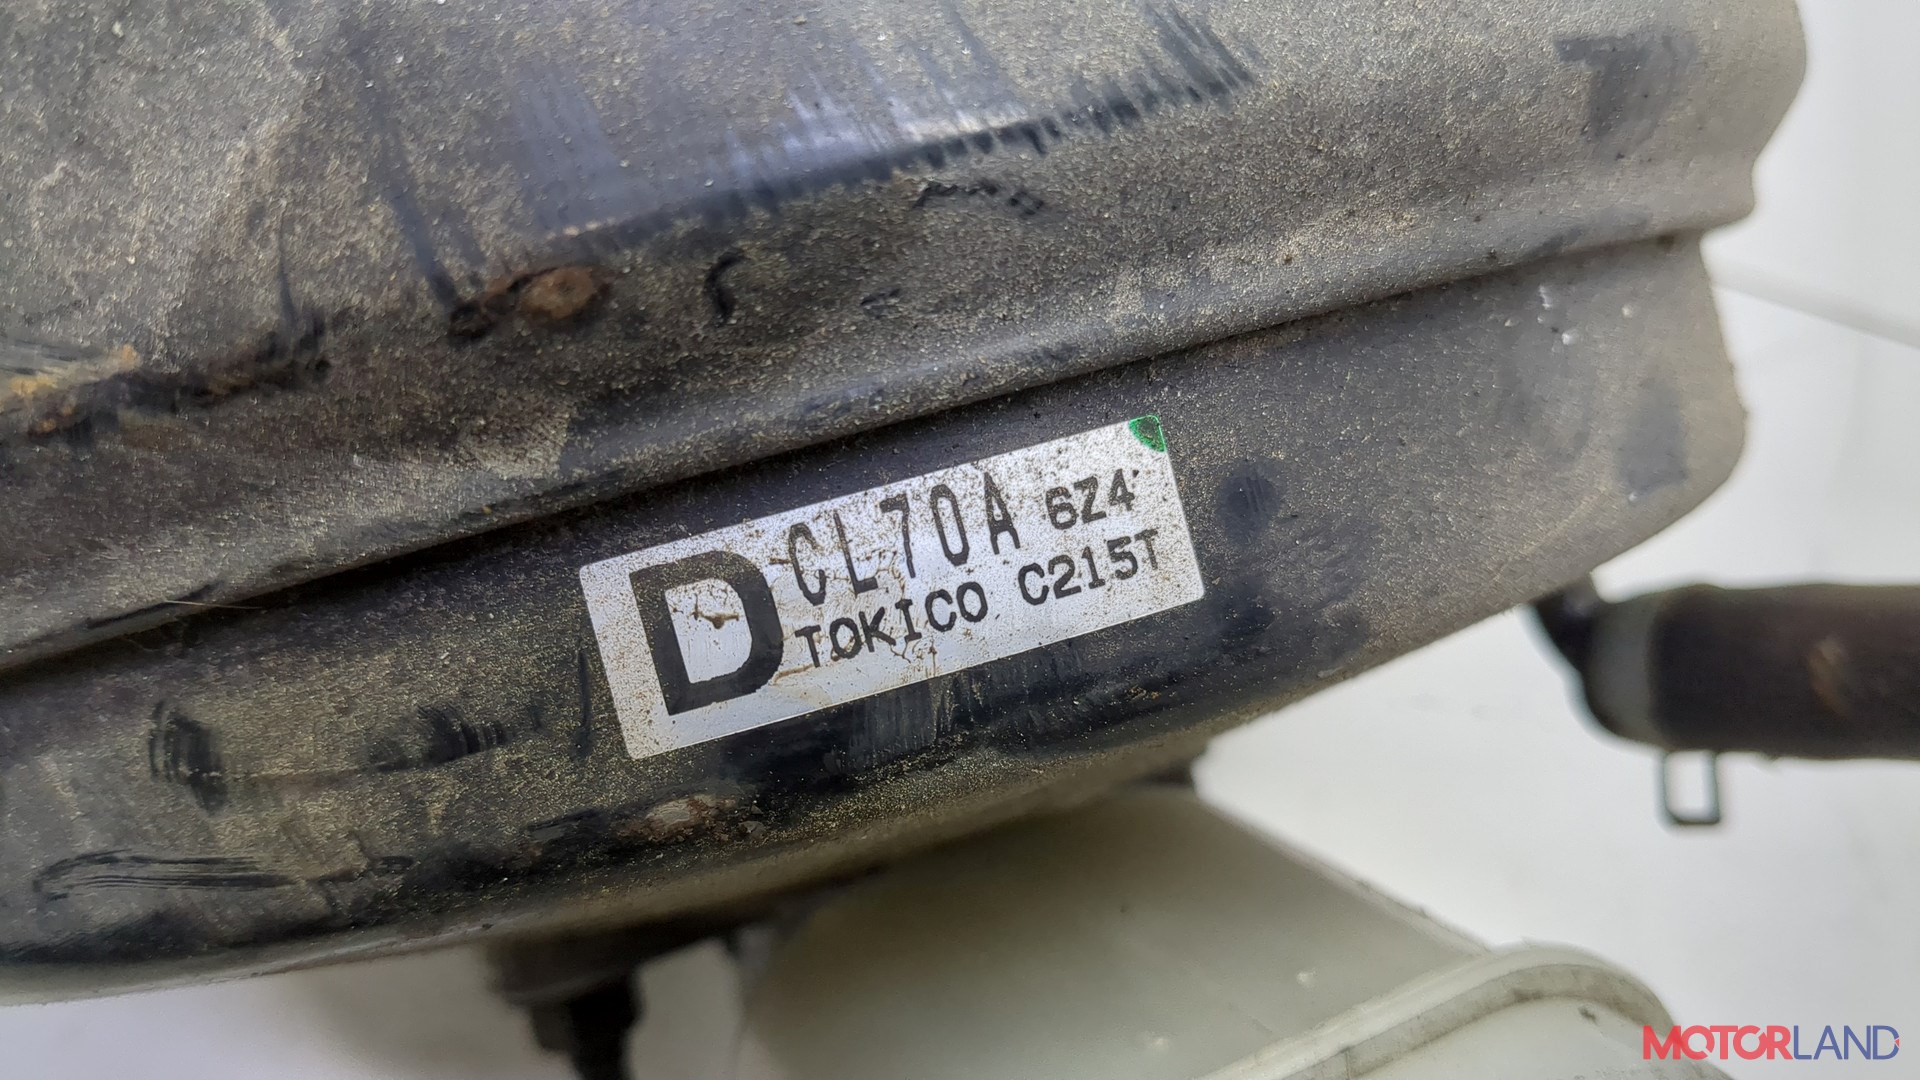 D CL70A 6Z4
TOKICO C215T
MOTORLAND